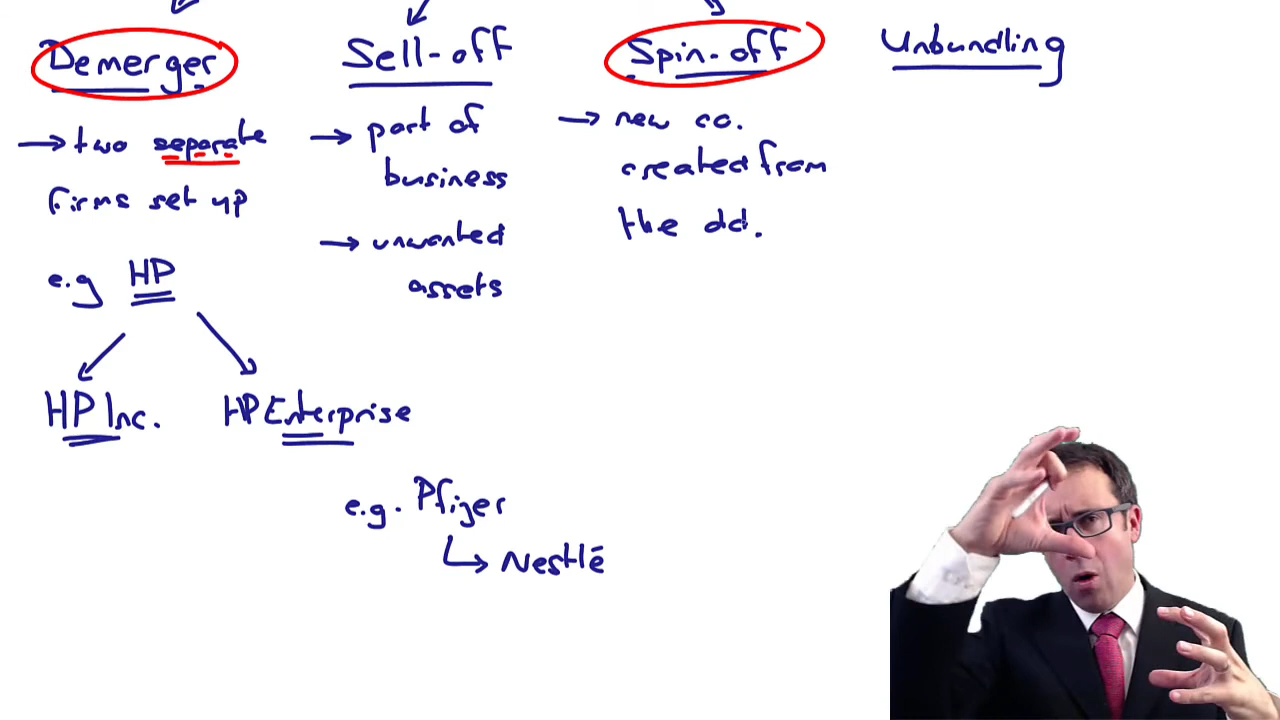 Demerger
→ two separate
firms set up
e.g HP
HP Inc. HP Enterprise
Sell-off
→ part of
business
→ unwanted
assets
e.g. Pfizer
↳ Nestlē
Spin-off
→ new co.
created from
the old.
Unbundling